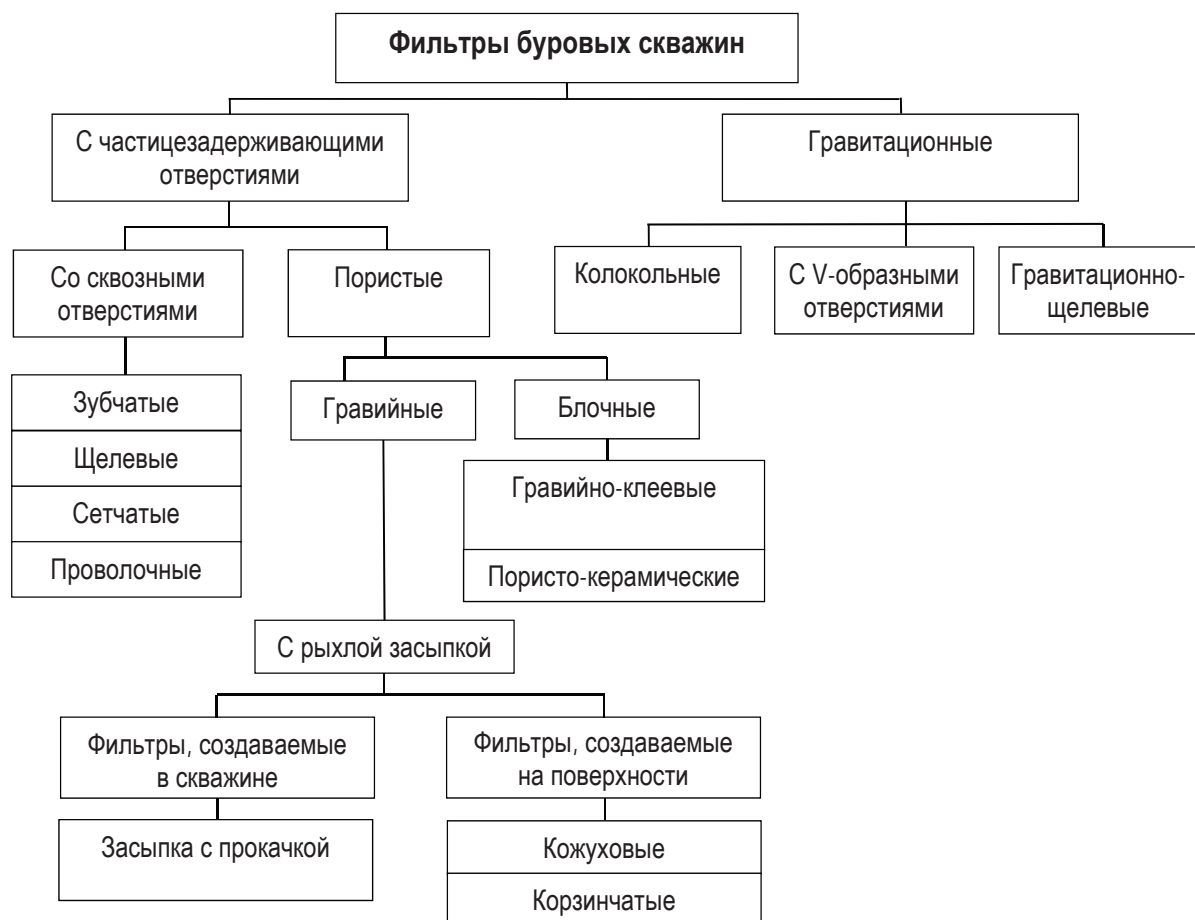 Фильтры буровых скважин
С частицезадерживающими
отверстиями
Гравитационные
Со сквозными
отверстиями
Пористые
Колокольные
С V-образными
отверстиями
Гравитационно-
щелевые
Зубчатые
Щелевые
Сетчатые
Проволочные
Гравийные
Блочные
Гравийно-клеевые
Пористо-керамические
С рыхлой засыпкой
Фильтры, создаваемые
в скважине
Фильтры, создаваемые
на поверхности
Засыпка с прокачкой
Кожуховые
Корзинчатые